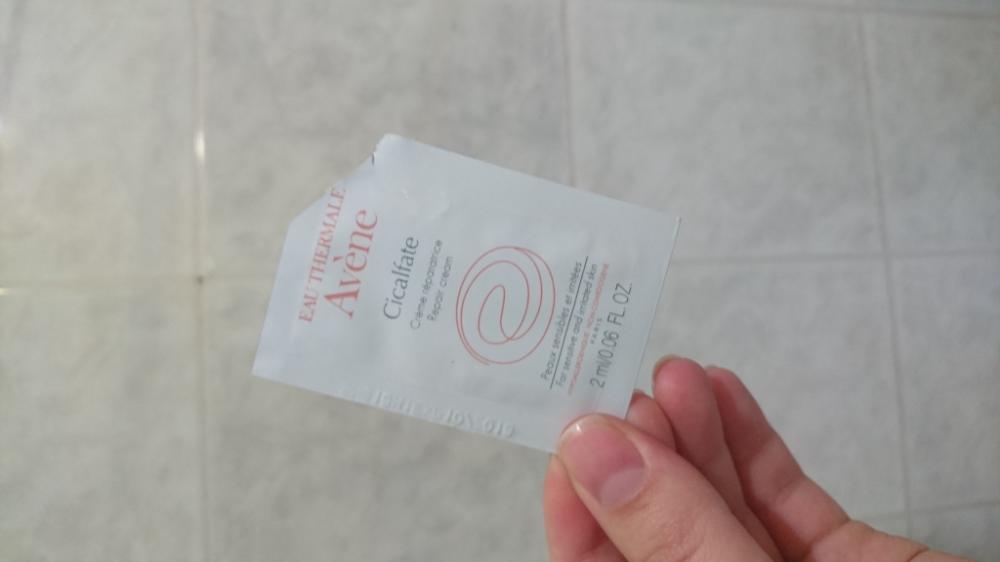 EAU THERMALE
Avène
Cicalfate
Crème réparatrice
Repair cream
Peaux sensibles et irritées
For sensitive and irritated skin
PARIS
2 ml/0.06 FL.OZ.